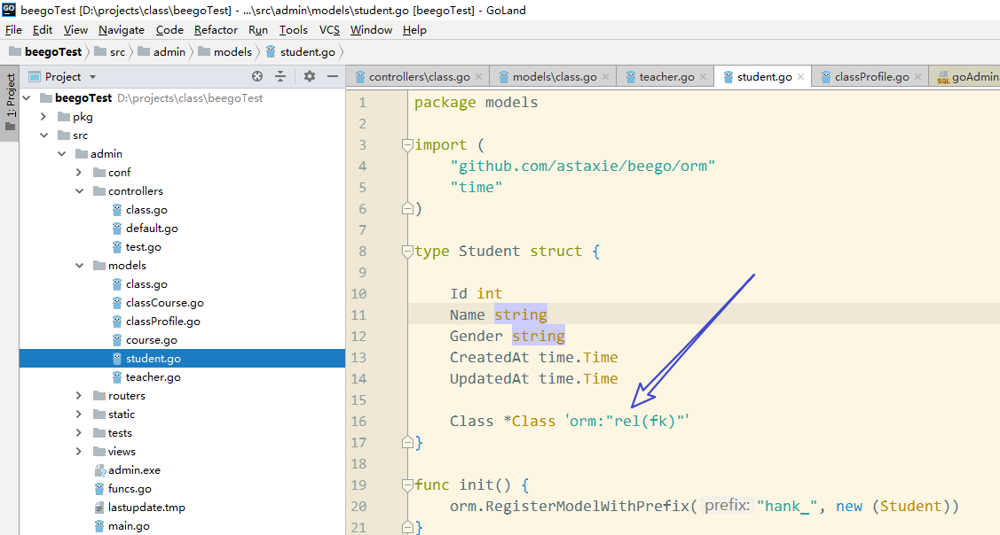 GO beegoTest [D:\projects\class\beegoTest] - ...\src\admin\models\student.go [beegoTest] - GoLand
File Edit View Navigate Code Refactor Run Tools VCS Window Help
beegoTest src admin models student.go
1: Project
Project
controllers\class.go models\class.go teacher.go student.go classProfile.go SQL goAdmin
beegoTest D:\projects\class\beegoTest
pkg
src
admin
conf
controllers
class.go
default.go
test.go
models
class.go
classCourse.go
classProfile.go
course.go
student.go
teacher.go
routers
static
tests
views
admin.exe
funcs.go
lastupdate.tmp
main.go
1 package models
2
3 import (
4 "github.com/astaxie/beego/orm"
5 "time"
6 )
7
8 type Student struct {
9
10 Id int
11 Name string
12 Gender string
13 CreatedAt time.Time
14 UpdatedAt time.Time
15
16 Class *Class 'orm:"rel(fk)"'
17 }
18
19 func init() {
20 orm.RegisterModelWithPrefix( prefix: "hank_", new (Student))
21 }